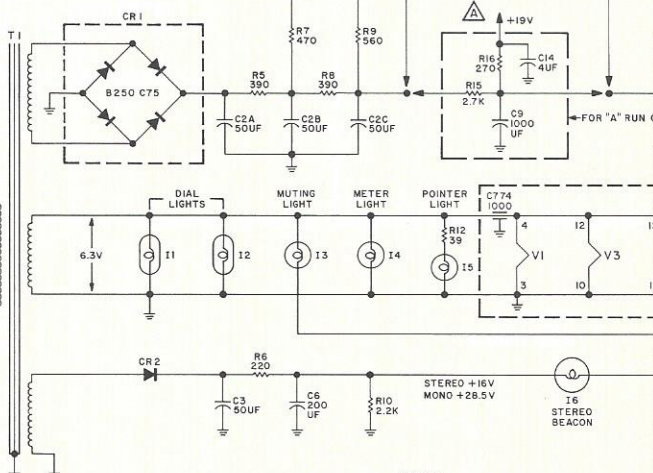 T1
CR1
B250 C75
R7
470
R9
560
R5
390
R8
390
C2A
50UF
C2B
50UF
C2C
50UF
A
+19V
R16
270
C14
4UF
R15
2.7K
C9
1000
UF
FOR "A" RUN
DIAL
LIGHTS
MUTING
LIGHT
METER
LIGHT
POINTER
LIGHT
C774
1000
6.3V
I1
I2
I3
I4
R12
39
I5
4
V1
3
12
V3
10
CR2
R6
220
C3
50UF
C6
200
UF
R10
2.2K
STEREO +16V
MONO +28.5V
I6
STEREO
BEACON